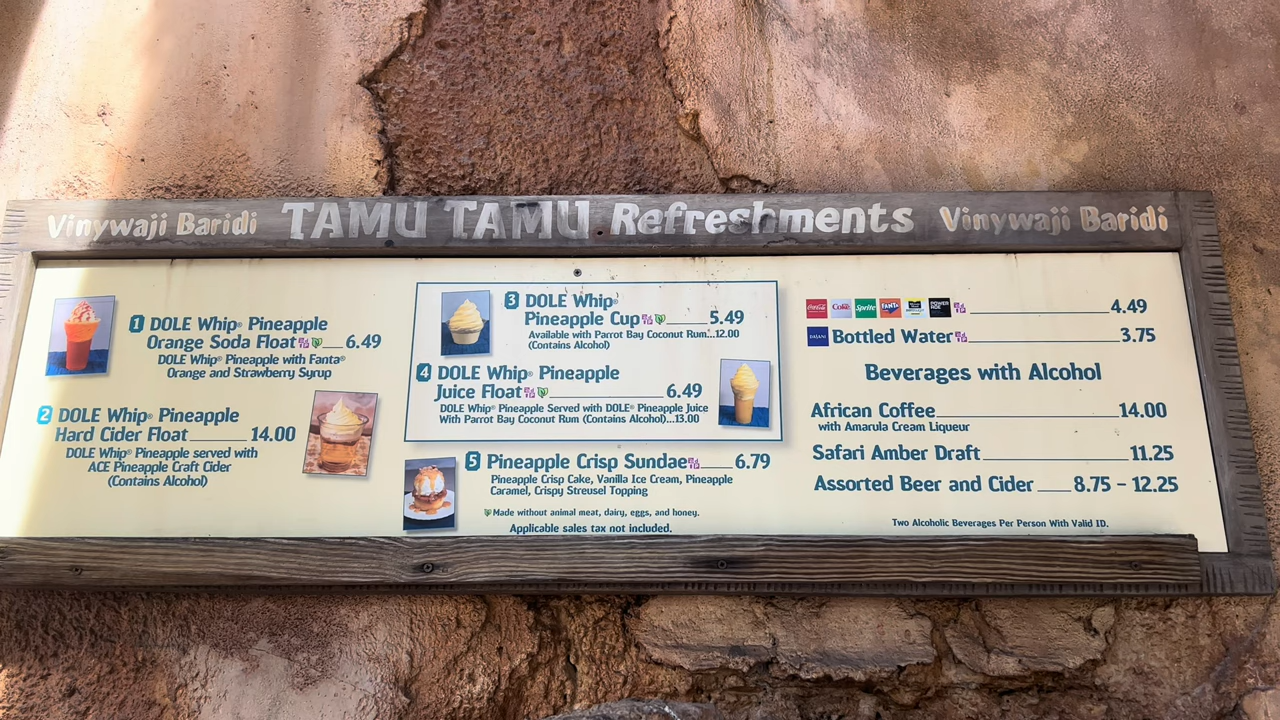 Vinywaji Baridi TAMU TAMU Refreshments Vinywaji Baridi
1 DOLE Whip® Pineapple
Orange Soda Float 6.49
DOLE Whip® Pineapple with Fanta®
Orange and Strawberry Syrup
2 DOLE Whip® Pineapple
Hard Cider Float 14.00
DOLE Whip® Pineapple served with
ACE Pineapple Craft Cider
(Contains Alcohol)
3 DOLE Whip®
Pineapple Cup 5.49
Available with Parrot Bay Coconut Rum...12.00
(Contains Alcohol)
4 DOLE Whip® Pineapple
Juice Float 6.49
DOLE Whip® Pineapple Served with DOLE® Pineapple Juice
With Parrot Bay Coconut Rum (Contains Alcohol)...13.00
5 Pineapple Crisp Sundae 6.79
Pineapple Crisp Cake, Vanilla Ice Cream, Pineapple
Caramel, Crispy Streusel Topping
Made without animal meat, dairy, eggs, and honey.
Applicable sales tax not included.
Coca-Cola Coke Sprite FANTA POWERADE 4.49
DASANI Bottled Water 3.75
Beverages with Alcohol
African Coffee 14.00
with Amarula Cream Liqueur
Safari Amber Draft 11.25
Assorted Beer and Cider 8.75 - 12.25
Two Alcoholic Beverages Per Person With Valid ID.